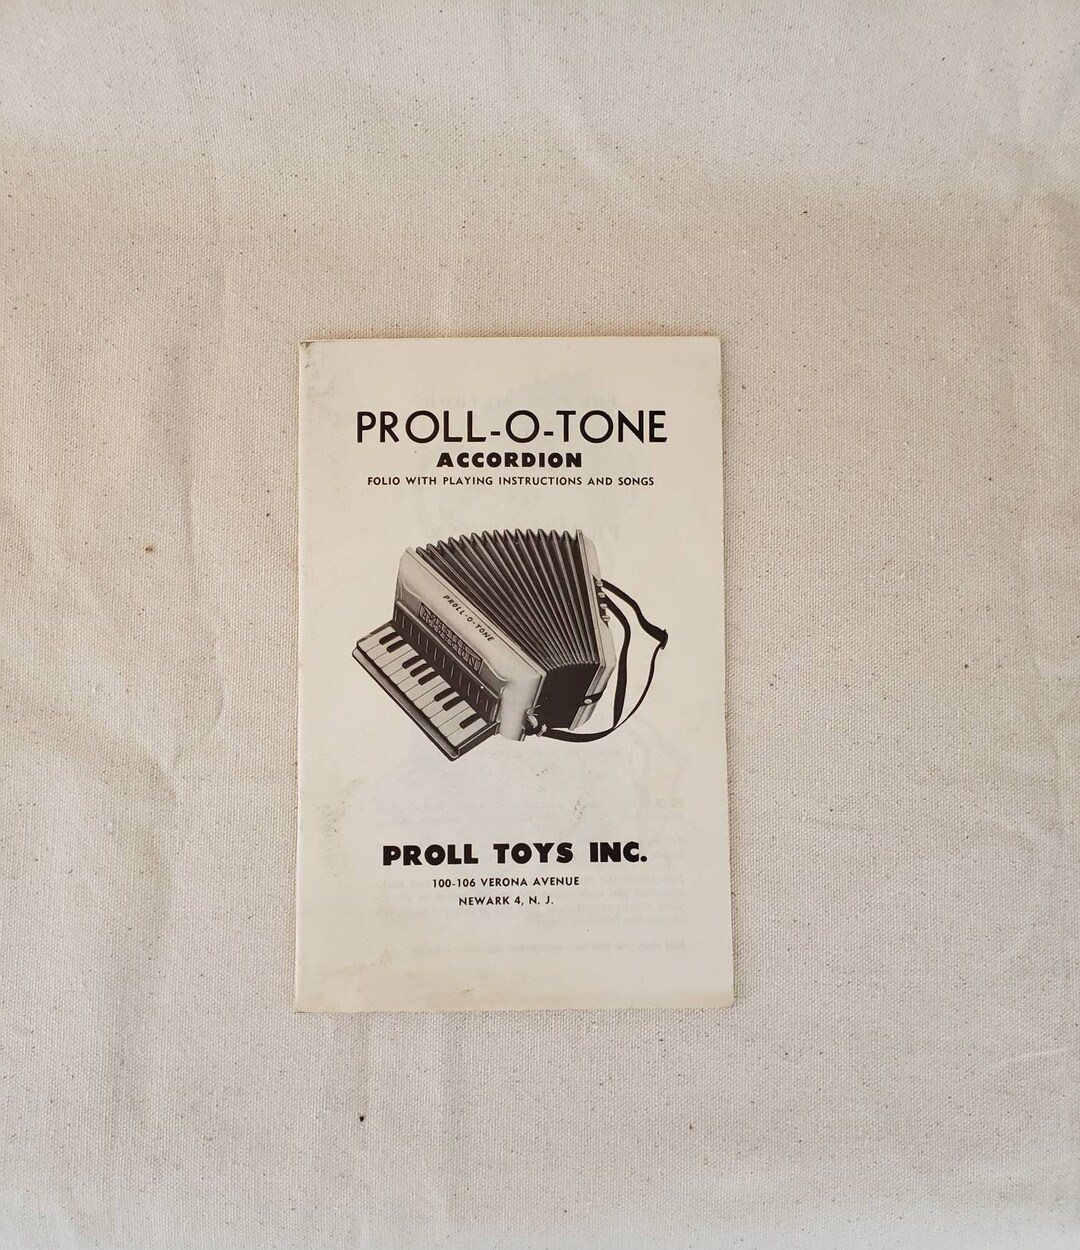 PROLL-O-TONE
ACCORDION
FOLIO WITH PLAYING INSTRUCTIONS AND SONGS
PROLL-O-TONE
PROLL TOYS INC.
100-106 VERONA AVENUE
NEWARK 4, N. J.